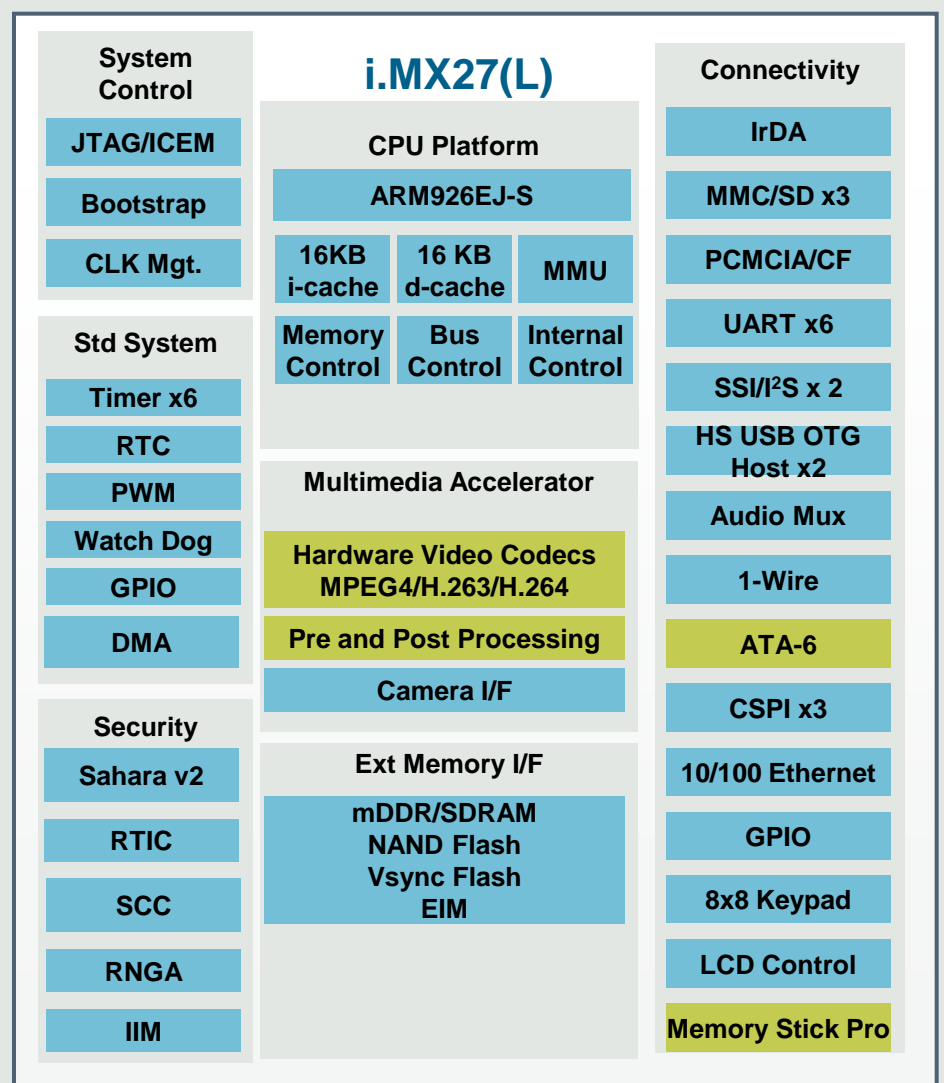 System
Control
JTAG/ICEM
Bootstrap
CLK Mgt.
Std System
Timer x6
RTC
PWM
Watch Dog
GPIO
DMA
Security
Sahara v2
RTIC
SCC
RNGA
IIM
i.MX27(L)
CPU Platform
ARM926EJ-S
16KB
i-cache
16 KB
d-cache
MMU
Memory
Control
Bus
Control
Internal
Control
Multimedia Accelerator
Hardware Video Codecs
MPEG4/H.263/H.264
Pre and Post Processing
Camera I/F
Ext Memory I/F
mDDR/SDRAM
NAND Flash
Vsync Flash
EIM
Connectivity
IrDA
MMC/SD x3
PCMCIA/CF
UART x6
SSI/I²S x 2
HS USB OTG
Host x2
Audio Mux
1-Wire
ATA-6
CSPI x3
10/100 Ethernet
GPIO
8x8 Keypad
LCD Control
Memory Stick Pro